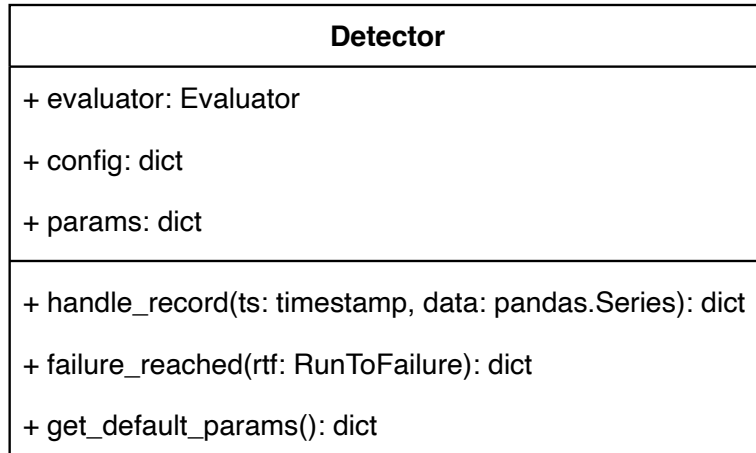 Detector
+ evaluator: Evaluator
+ config: dict
+ params: dict
+ handle_record(ts: timestamp, data: pandas.Series): dict
+ failure_reached(rtf: RunToFailure): dict
+ get_default_params(): dict